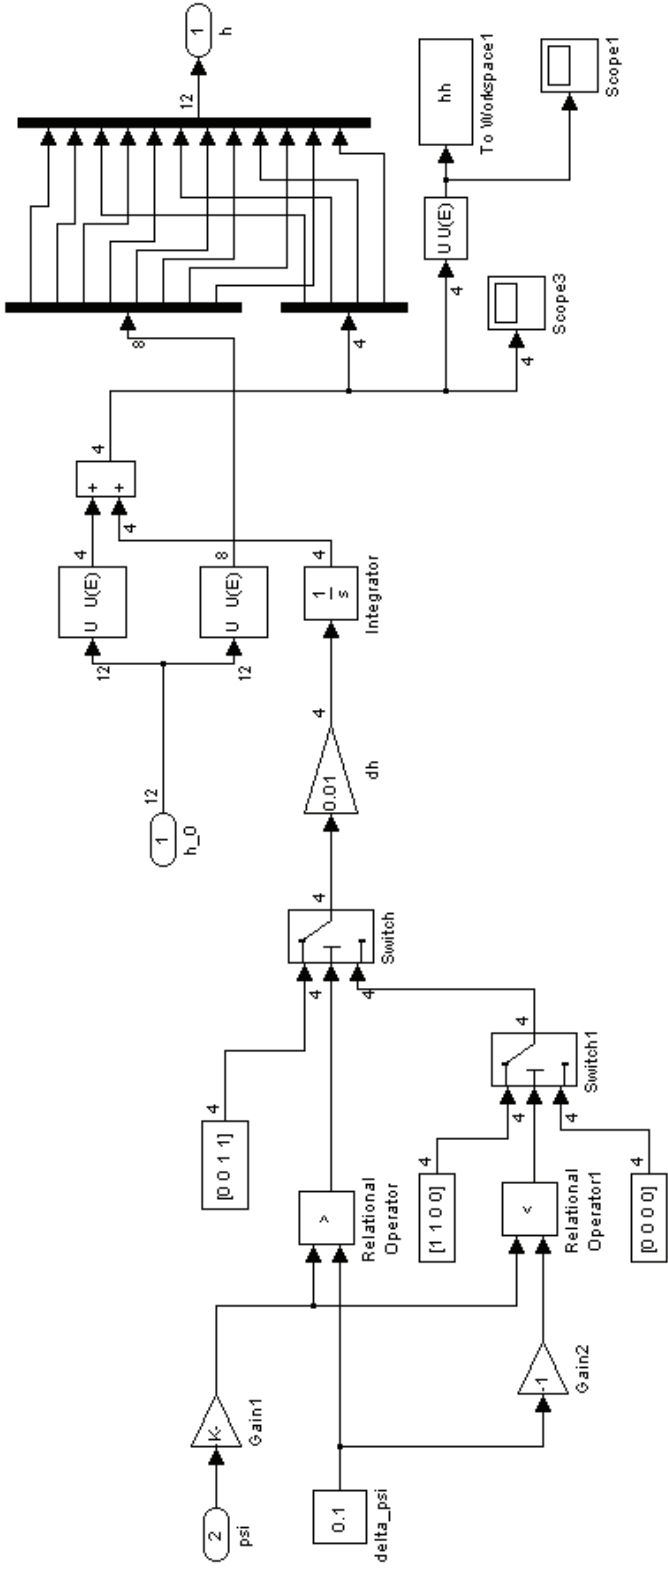 2
psi
K-
Gain1
0.1
delta_psi
-1
Gain2
>
Relational
Operator
<
Relational
Operator1
[0 0 1 1]
4
[1 1 0 0]
4
[0 0 0 0]
4
4
4
Switch1
4
4
4
Switch
4
0.01
dh
4
1
s
Integrator
4
1
h_0
12
12
12
U U(E)
4
U U(E)
8
4
+
+
4
8
4
4
Scope3
4
U U(E)
hh
To Workspace1
Scope1
12
1
h